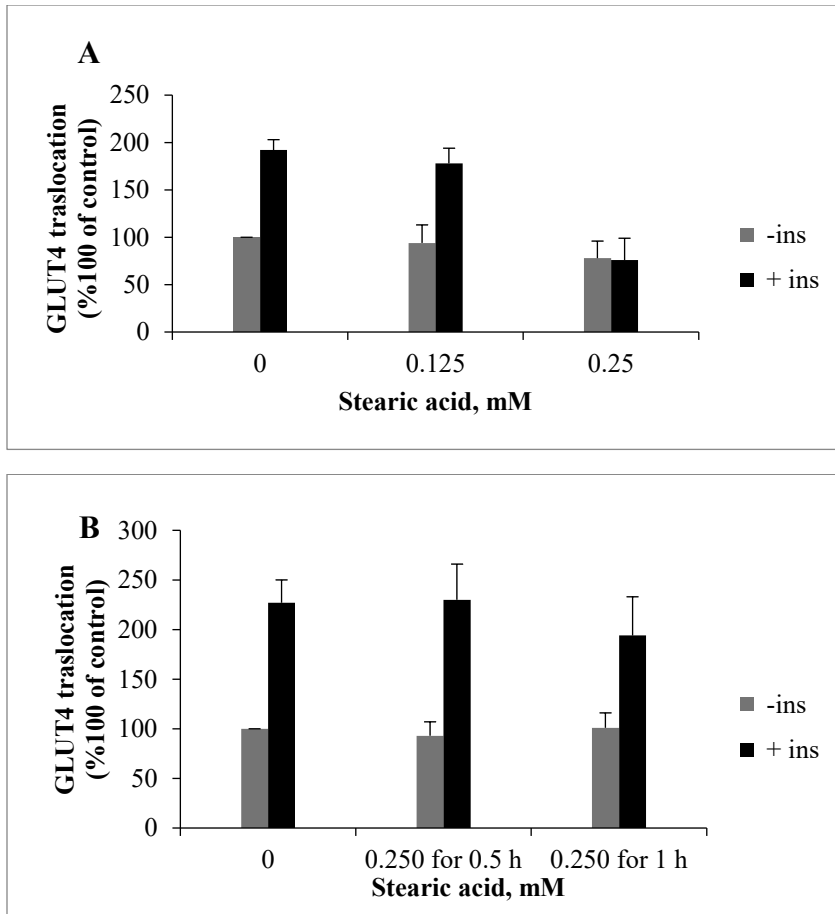 A
GLUT4 traslocation
(%100 of control)
250
200
150
100
50
0
0 0.125 0.25
Stearic acid, mM
-ins
+ ins
B
GLUT4 traslocation
(%100 of control)
300
250
200
150
100
50
0
0 0.250 for 0.5 h 0.250 for 1 h
Stearic acid, mM
-ins
+ ins